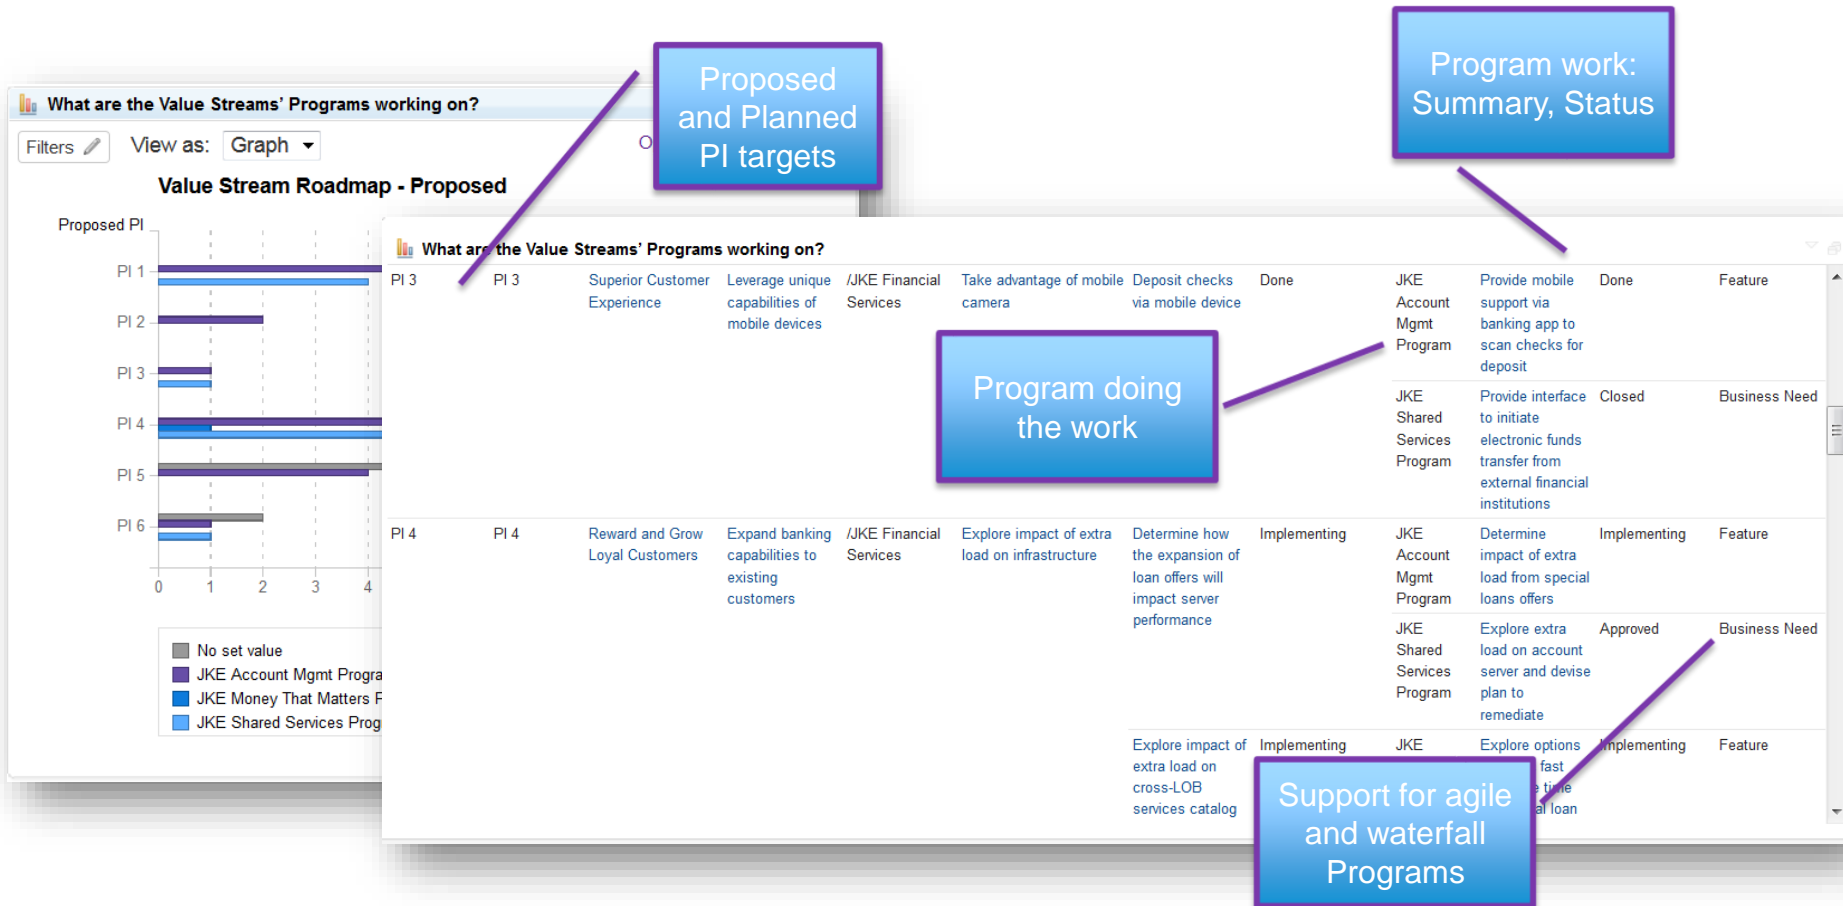 What are the Value Streams' Programs working on?
Filters
View as: Graph
Value Stream Roadmap - Proposed
Proposed PI
PI 1
PI 2
PI 3
PI 4
PI 5
PI 6
0 1 2 3 4
No set value
JKE Account Mgmt
JKE Money That Matters
JKE Shared Services
Proposed
and Planned
PI targets
Program work:
Summary, Status
What are the Value Streams' Programs working on?
PI 3
PI 3
Superior Customer
Experience
Leverage unique
capabilities of
mobile devices
/JKE Financial
Services
Take advantage of mobile
camera
Deposit checks
via mobile device
Done
JKE
Account
Mgmt
Program
Provide mobile
support via
banking app to
scan checks for
deposit
Done
Feature
Program doing
the work
JKE
Shared
Services
Program
Provide interface
to initiate
electronic funds
transfer from
external financial
institutions
Closed
Business Need
PI 4
PI 4
Reward and Grow
Loyal Customers
Expand banking
capabilities to
existing
customers
/JKE Financial
Services
Explore impact of extra
load on infrastructure
Determine how
the expansion of
loan offers will
impact server
performance
Implementing
JKE
Account
Mgmt
Program
Determine
impact of extra
load from special
loans offers
Implementing
Feature
JKE
Shared
Services
Program
Explore extra
load on account
server and devise
plan to
remediate
Approved
Business Need
Explore impact of
extra load on
cross-LOB
services catalog
Implementing
JKE
Explore options
fast
time
loan
Implementing
Feature
Support for agile
and waterfall
Programs